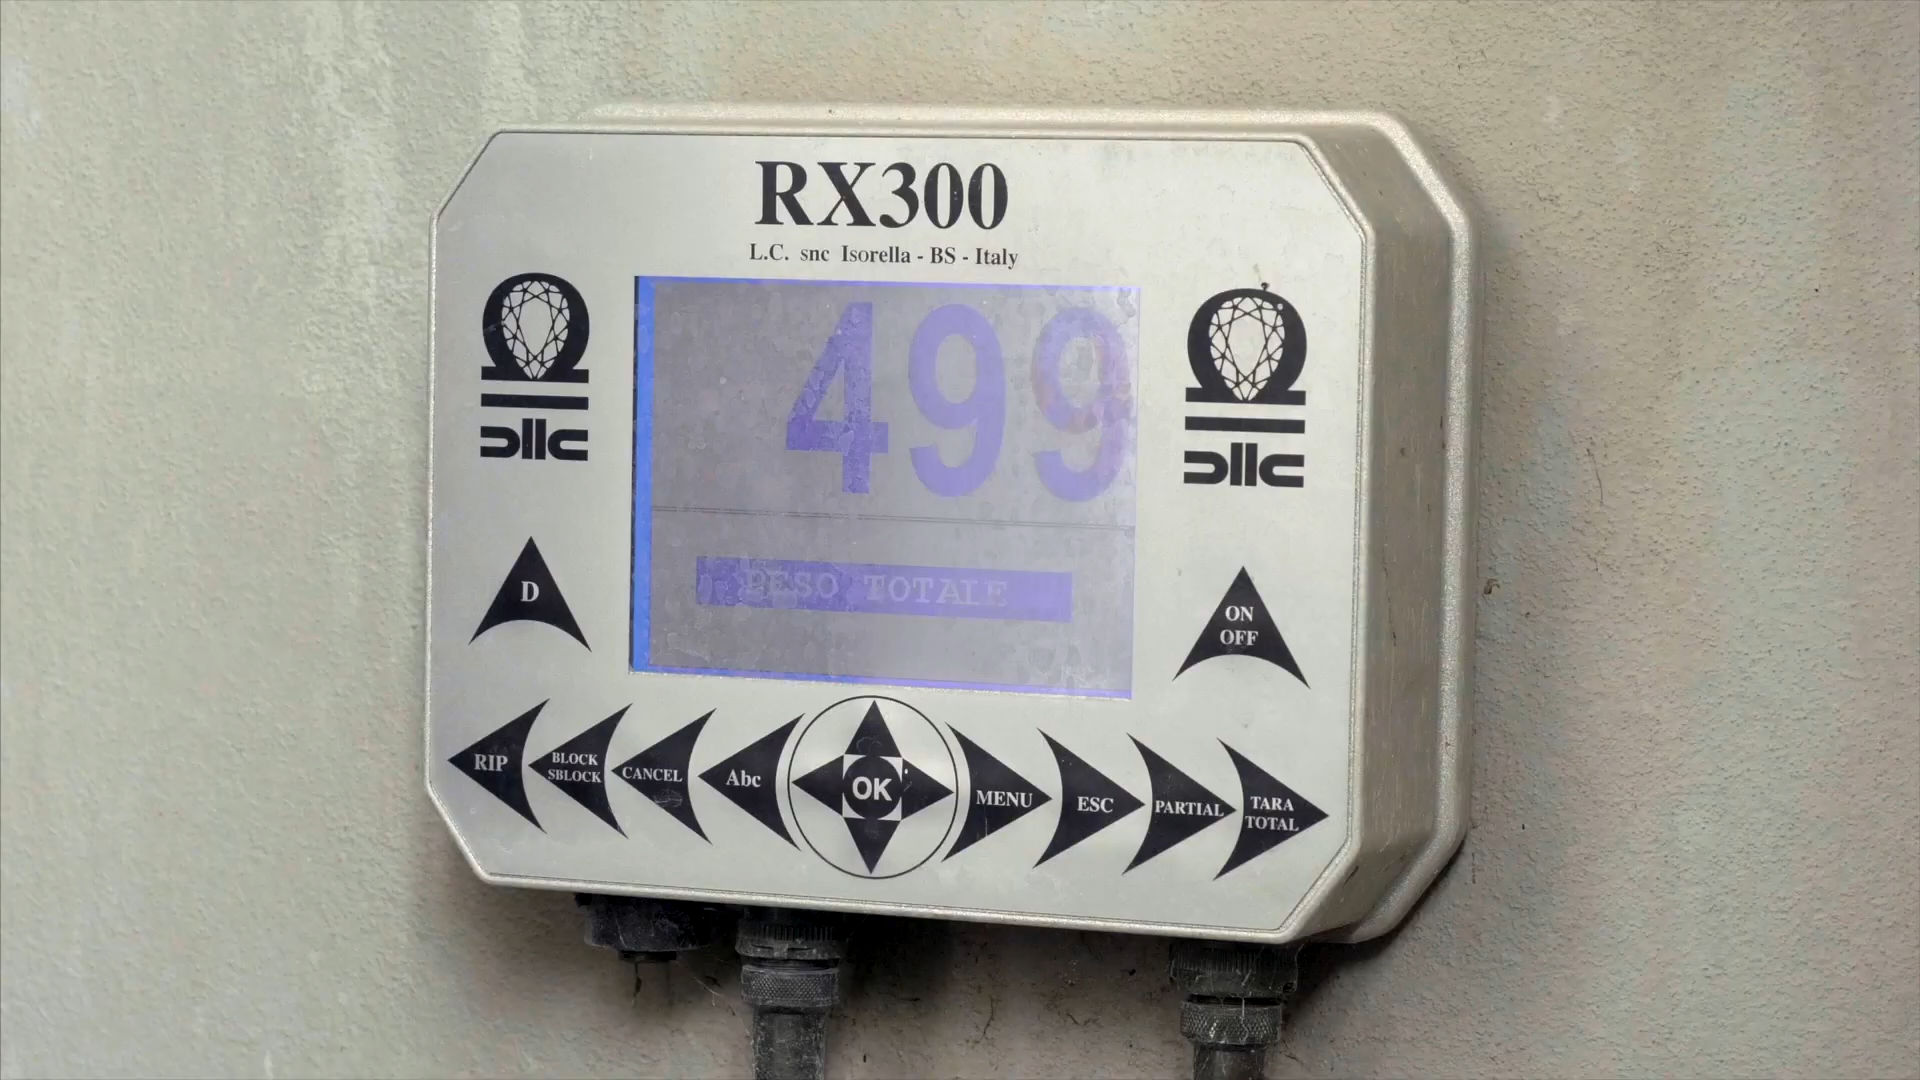 RX300
L.C. snc Isorella - BS - Italy
499
PESO TOTALE
D
ON
OFF
RIP
BLOCK
SBLOCK
CANCEL
Abc
OK
MENU
ESC
PARTIAL
TARA
TOTAL